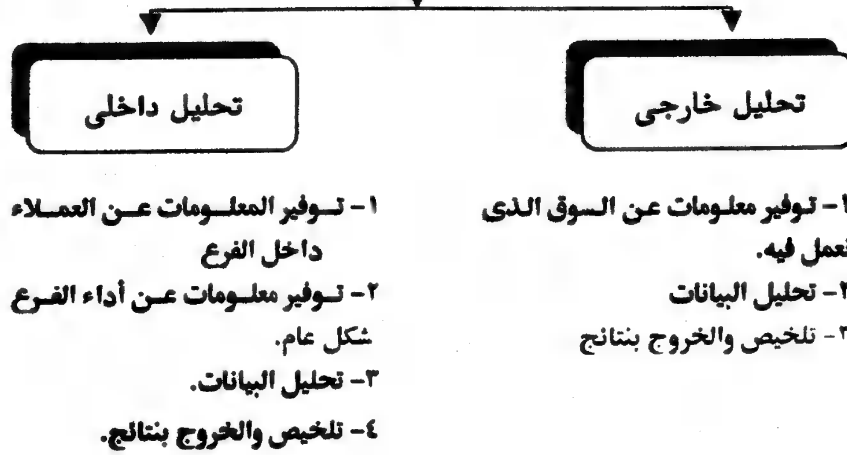 تحليل خارجى
١- توفير معلومات عن السوق الذى
نعمل فيه.
٢- تحليل البيانات
٣- تلخيص والخروج بنتائج
تحليل داخلى
١- توفير المعلومات عن العملاء
داخل الفرع
٢- توفير معلومات عن أداء الفرع
شكل عام.
٣- تحليل البيانات.
٤- تلخيص والخروج بنتائج.